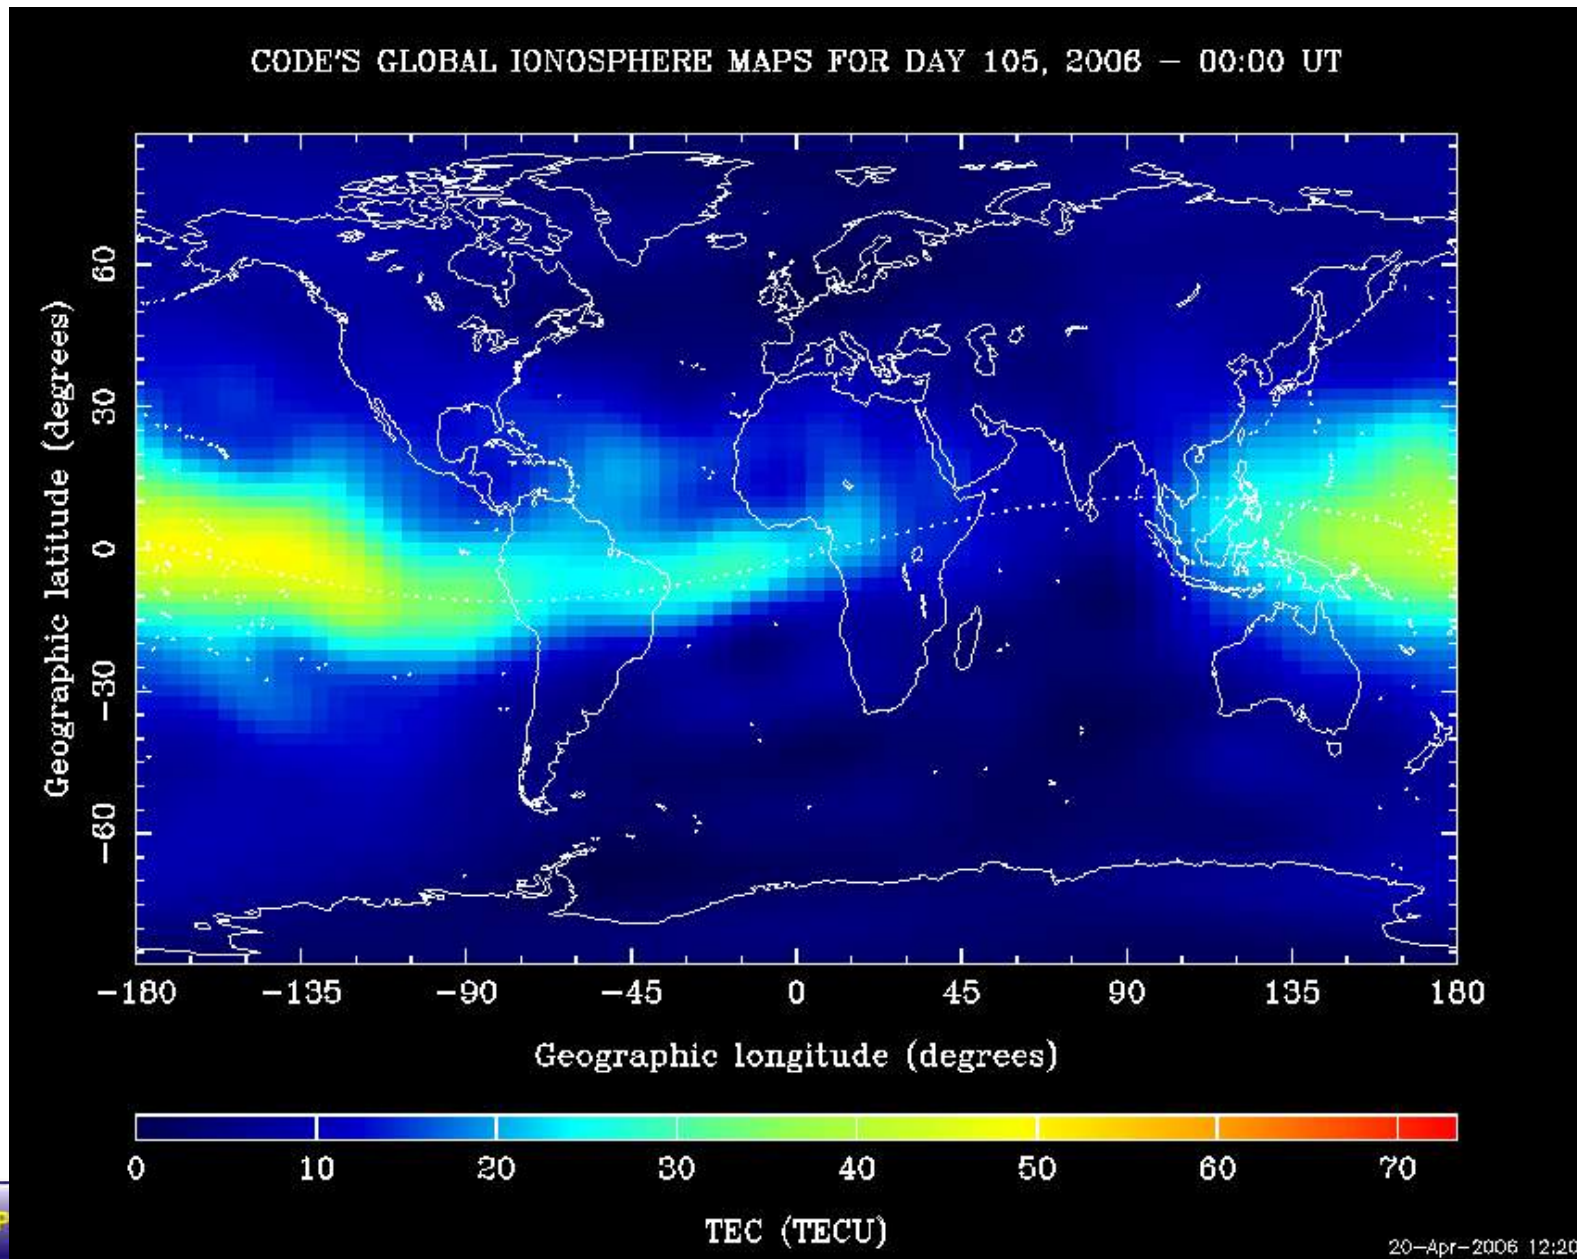 CODE'S GLOBAL IONOSPHERE MAPS FOR DAY 105, 2006 — 00:00 UT
Geographic latitude (degrees)
60
30
0
−30
−60
−180 −135 −90 −45 0 45 90 135 180
Geographic longitude (degrees)
0 10 20 30 40 50 60 70
TEC (TECU)
20−Apr−2006 12:20